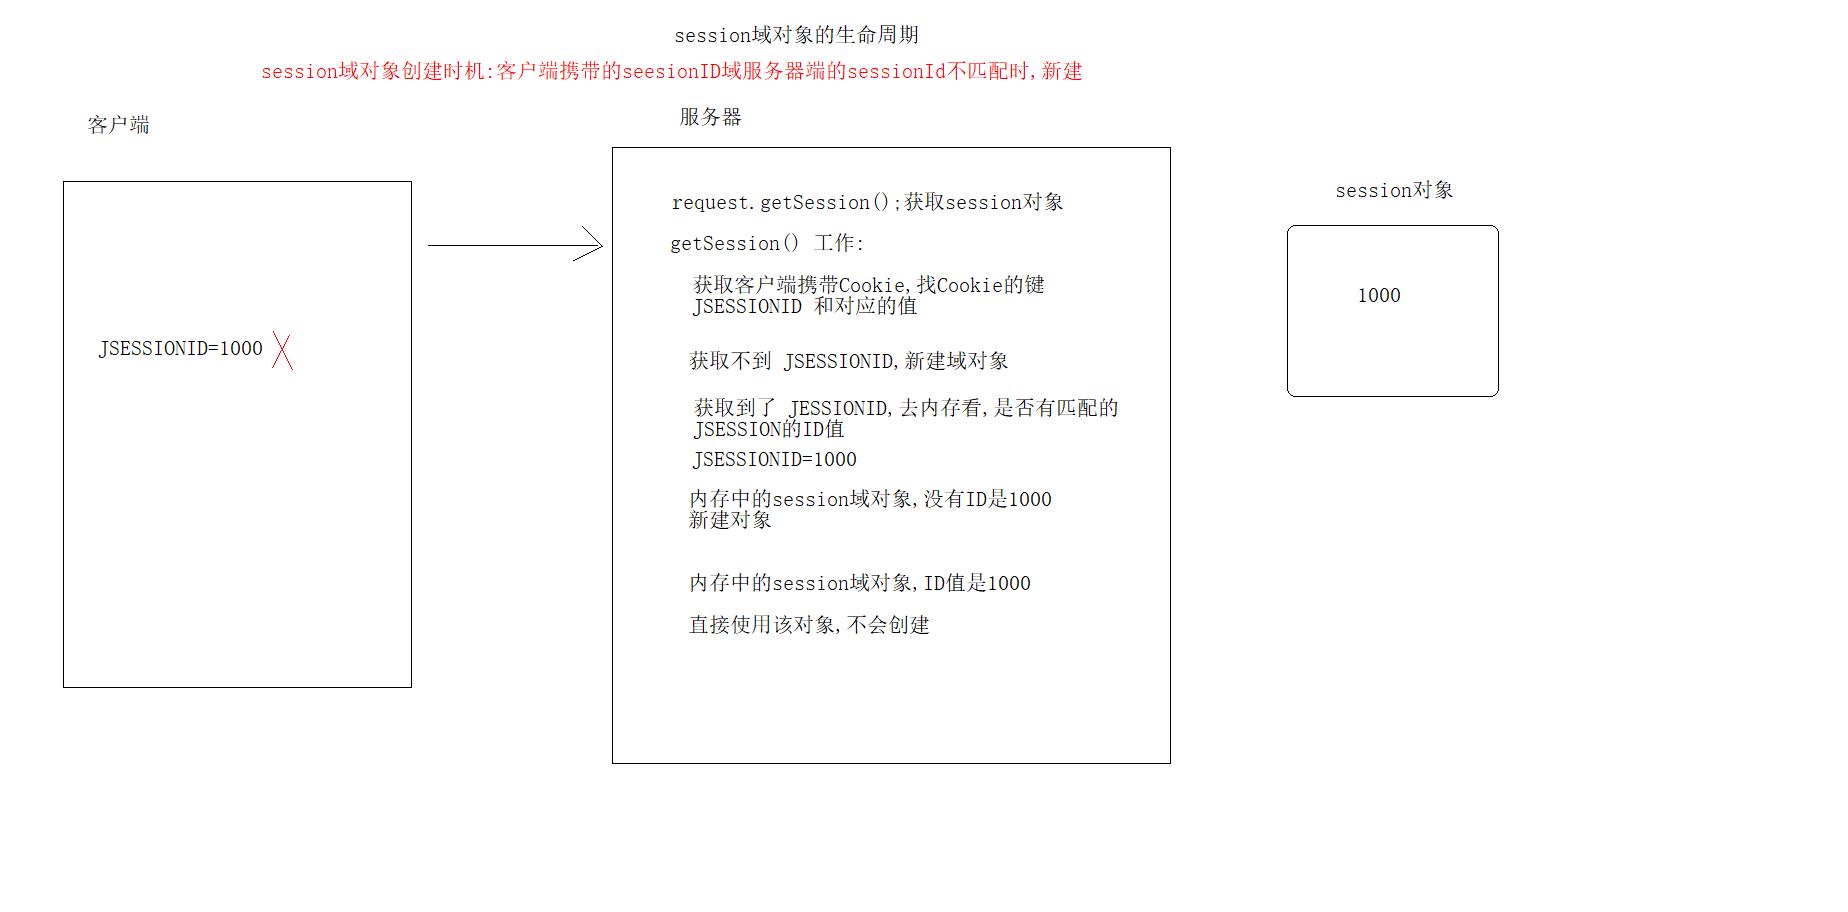 session域对象的生命周期
session域对象创建时机:客户端携带的seesionID域服务器端的sessionId不匹配时,新建
客户端
服务器
session对象
request.getSession();获取session对象
getSession() 工作:
获取客户端携带Cookie,找Cookie的键
JSESSIONID 和对应的值
1000
JSESSIONID=1000
获取不到 JSESSIONID,新建域对象
获取到了 JESSIONID,去内存看,是否有匹配的
JSESSION的ID值
JSESSIONID=1000
内存中的session域对象,没有ID是1000
新建对象
内存中的session域对象,ID值是1000
直接使用该对象,不会创建